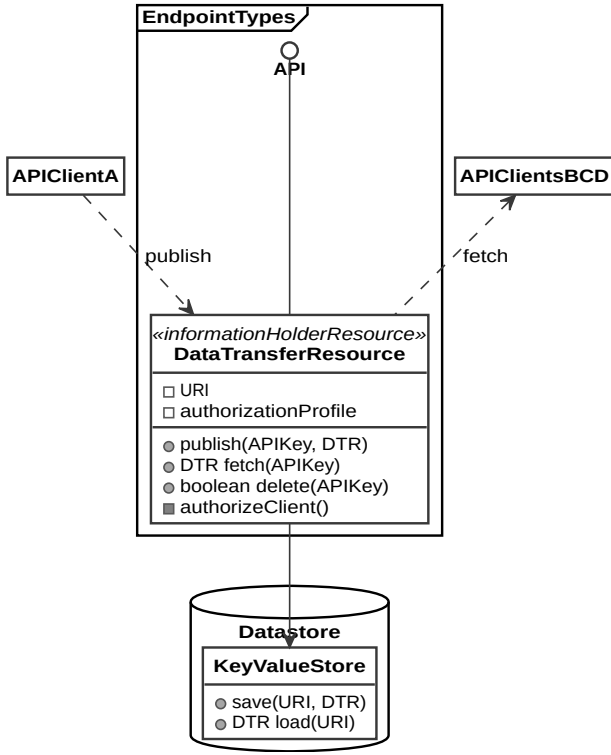 EndpointTypes
API
APIClientA
APIClientsBCD
publish
fetch
«informationHolderResource»
DataTransferResource
URI
authorizationProfile
publish(APIKey, DTR)
DTR fetch(APIKey)
boolean delete(APIKey)
authorizeClient()
Datastore
KeyValueStore
save(URI, DTR)
DTR load(URI)